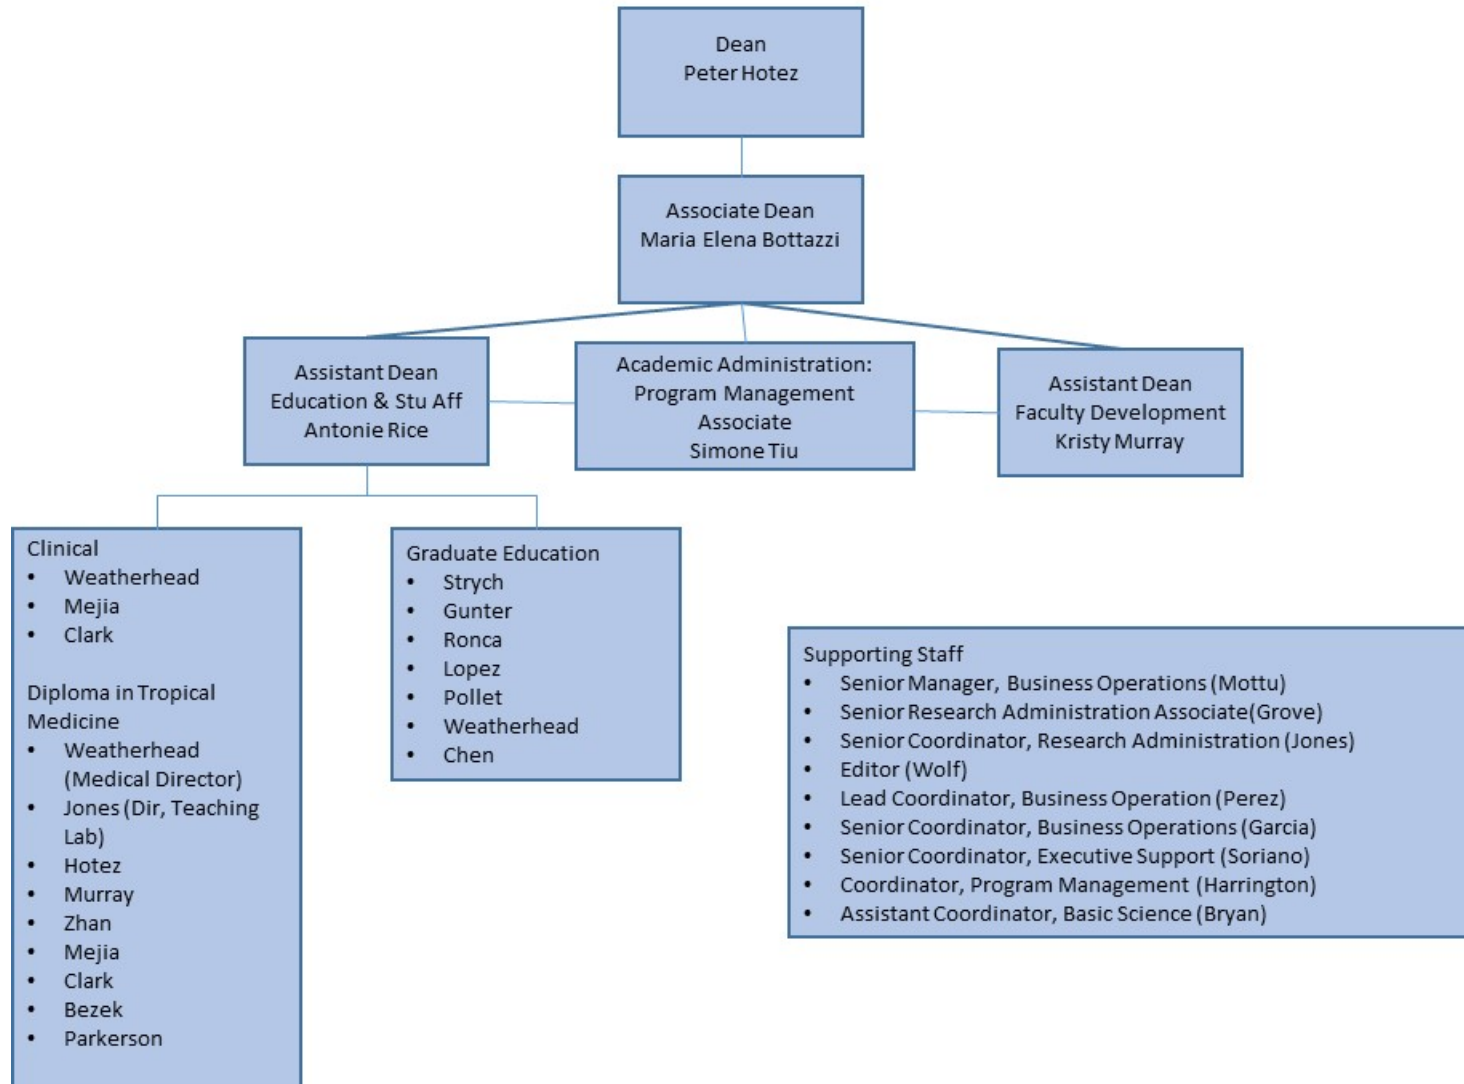 Dean
Peter Hotez
Associate Dean
Maria Elena Bottazzi
Assistant Dean
Education & Stu Aff
Antonie Rice
Academic Administration:
Program Management
Associate
Simone Tiu
Assistant Dean
Faculty Development
Kristy Murray
Clinical
• Weatherhead
• Mejia
• Clark
Diploma in Tropical
Medicine
• Weatherhead
(Medical Director)
• Jones (Dir, Teaching
Lab)
• Hotez
• Murray
• Zhan
• Mejia
• Clark
• Bezek
• Parkerson
Graduate Education
• Strych
• Gunter
• Ronca
• Lopez
• Pollet
• Weatherhead
• Chen
Supporting Staff
• Senior Manager, Business Operations (Mottu)
• Senior Research Administration Associate(Grove)
• Senior Coordinator, Research Administration (Jones)
• Editor (Wolf)
• Lead Coordinator, Business Operation (Perez)
• Senior Coordinator, Business Operations (Garcia)
• Senior Coordinator, Executive Support (Soriano)
• Coordinator, Program Management (Harrington)
• Assistant Coordinator, Basic Science (Bryan)